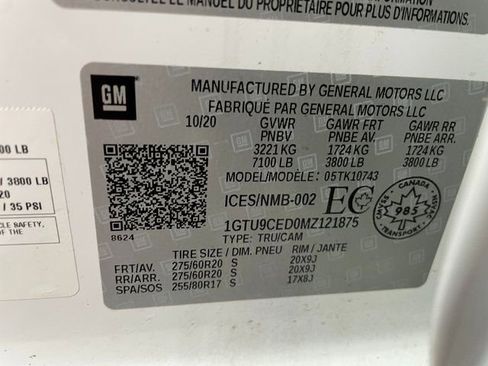 CONSULTEZ LE MANUEL DU PROPRIÉTAIRE POUR PLUS D'INFORMATION
GM
MANUFACTURED BY GENERAL MOTORS LLC
FABRIQUÉ PAR GENERAL MOTORS LLC
10/20 GVWR GAWR FRT GAWR RR
PNBV PNBE AV. PNBE ARR.
3221 KG 1724 KG 1724 KG
7100 LB 3800 LB 3800 LB
MODEL/MODÈLE: 05TK10743
ICES/NMB-002 EC
CANADA 985 TRANSPORT
1GTU9CED0MZ121875
TYPE: TRU/CAM
8624
TIRE SIZE / DIM. PNEU RIM / JANTE
FRT/AV. 275/60R20 S 20X9J
RR/ARR. 275/60R20 S 20X9J
SPA/SOS 255/80R17 S 17X8J
00 LB
/ 3800 LB
20
/ 35 PSI
CLE SAFETY,